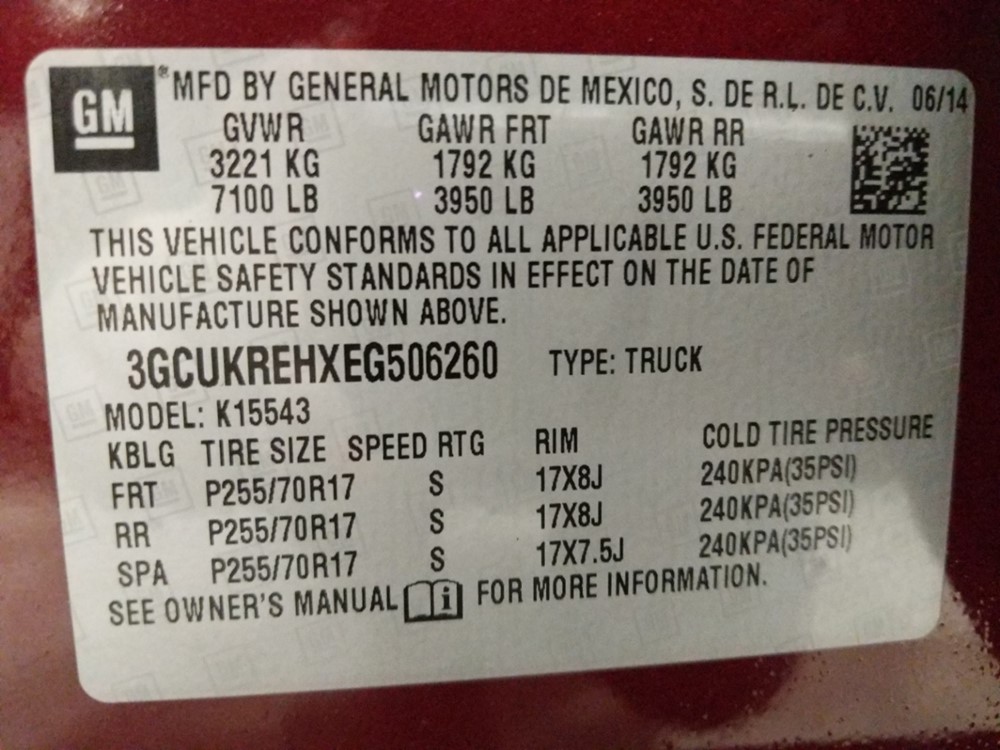 GM
® MFD BY GENERAL MOTORS DE MEXICO, S. DE R.L. DE C.V. 06/14
GVWR GAWR FRT GAWR RR
3221 KG 1792 KG 1792 KG
7100 LB 3950 LB 3950 LB
THIS VEHICLE CONFORMS TO ALL APPLICABLE U.S. FEDERAL MOTOR
VEHICLE SAFETY STANDARDS IN EFFECT ON THE DATE OF
MANUFACTURE SHOWN ABOVE.
3GCUKREHXEG506260 TYPE: TRUCK
MODEL: K15543
KBLG TIRE SIZE SPEED RTG RIM COLD TIRE PRESSURE
FRT P255/70R17 S 17X8J 240KPA(35PSI)
RR P255/70R17 S 17X8J 240KPA(35PSI)
SPA P255/70R17 S 17X7.5J 240KPA(35PSI)
SEE OWNER'S MANUAL i FOR MORE INFORMATION.